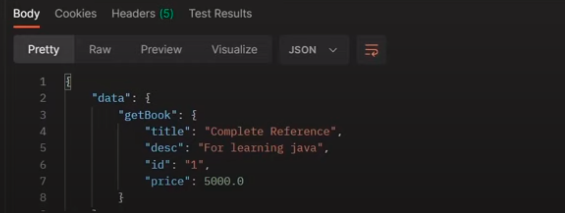 Body Cookies Headers (5) Test Results
Pretty Raw Preview Visualize JSON
1 {
2 "data": {
3 "getBook": {
4 "title": "Complete Reference",
5 "desc": "For learning java",
6 "id": "1",
7 "price": 5000.0
8 }